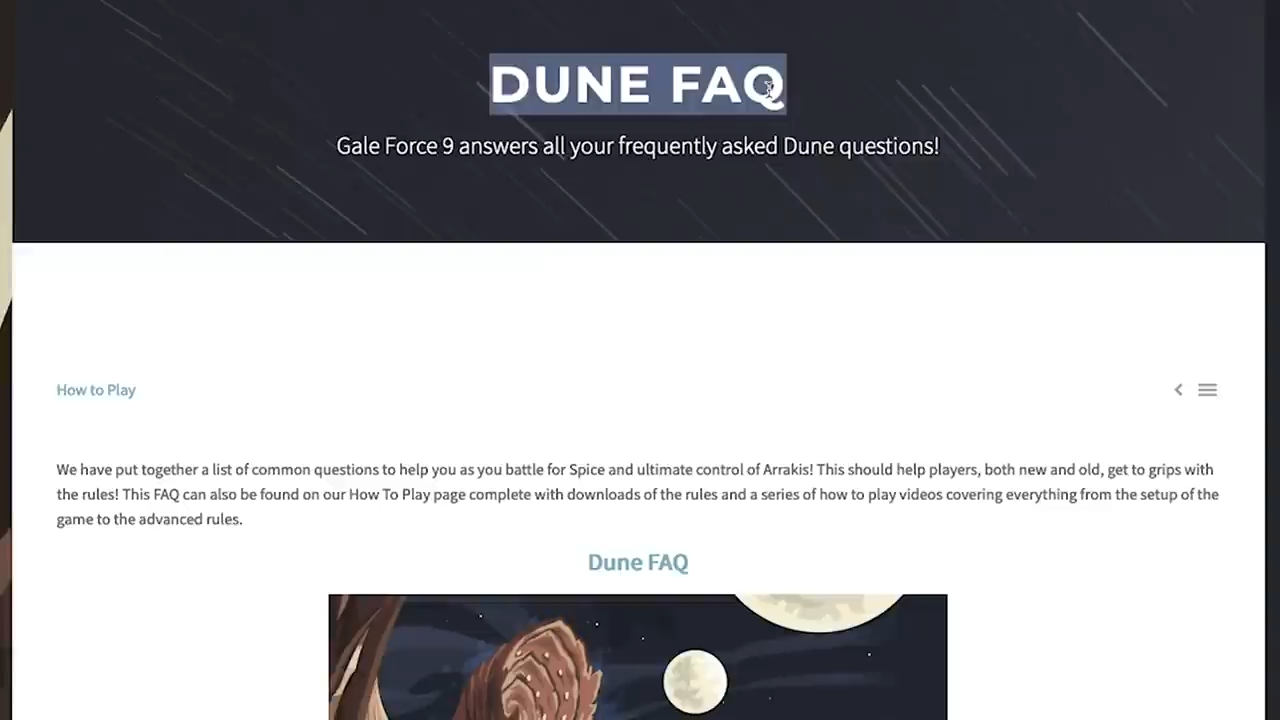 DUNE FAQ
Gale Force 9 answers all your frequently asked Dune questions!
How to Play
We have put together a list of common questions to help you as you battle for Spice and ultimate control of Arrakis! This should help players, both new and old, get to grips with
the rules! This FAQ can also be found on our How To Play page complete with downloads of the rules and a series of how to play videos covering everything from the setup of the
game to the advanced rules.
Dune FAQ